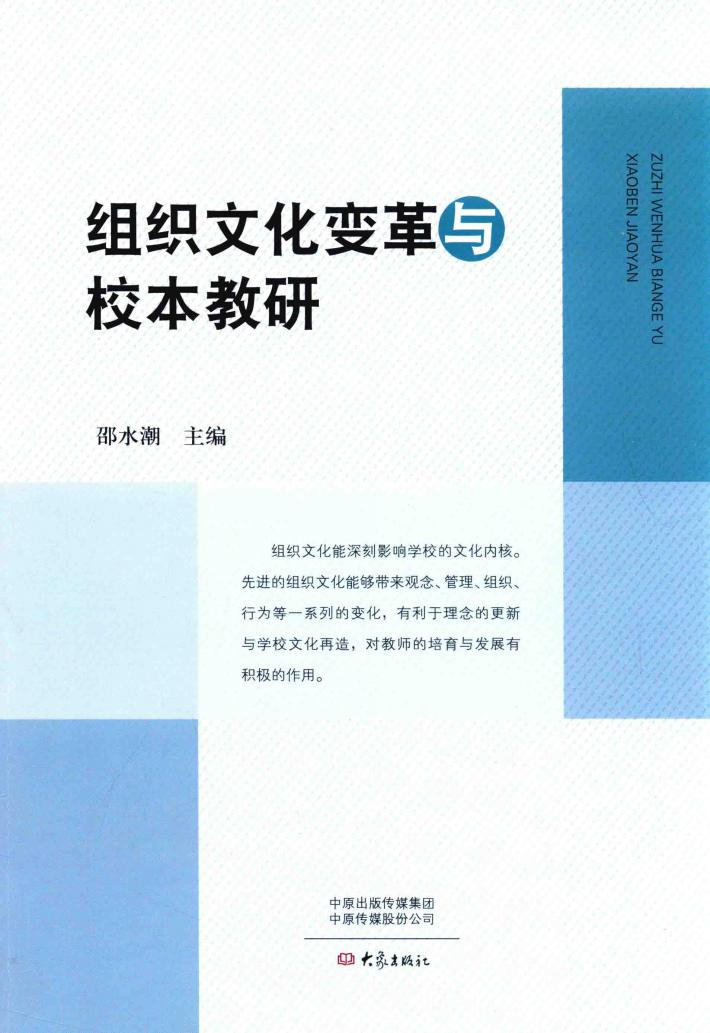 ZUZHI WENHUA BIANGE YU
XIAOBEN JIAOYAN
组织文化变革与
校本教研
邵水潮 主编
组织文化能深刻影响学校的文化内核。
先进的组织文化能够带来观念、管理、组织、
行为等一系列的变化，有利于理念的更新
与学校文化再造，对教师的培育与发展有
积极的作用。
中原出版传媒集团
中原传媒股份公司
大象出版社